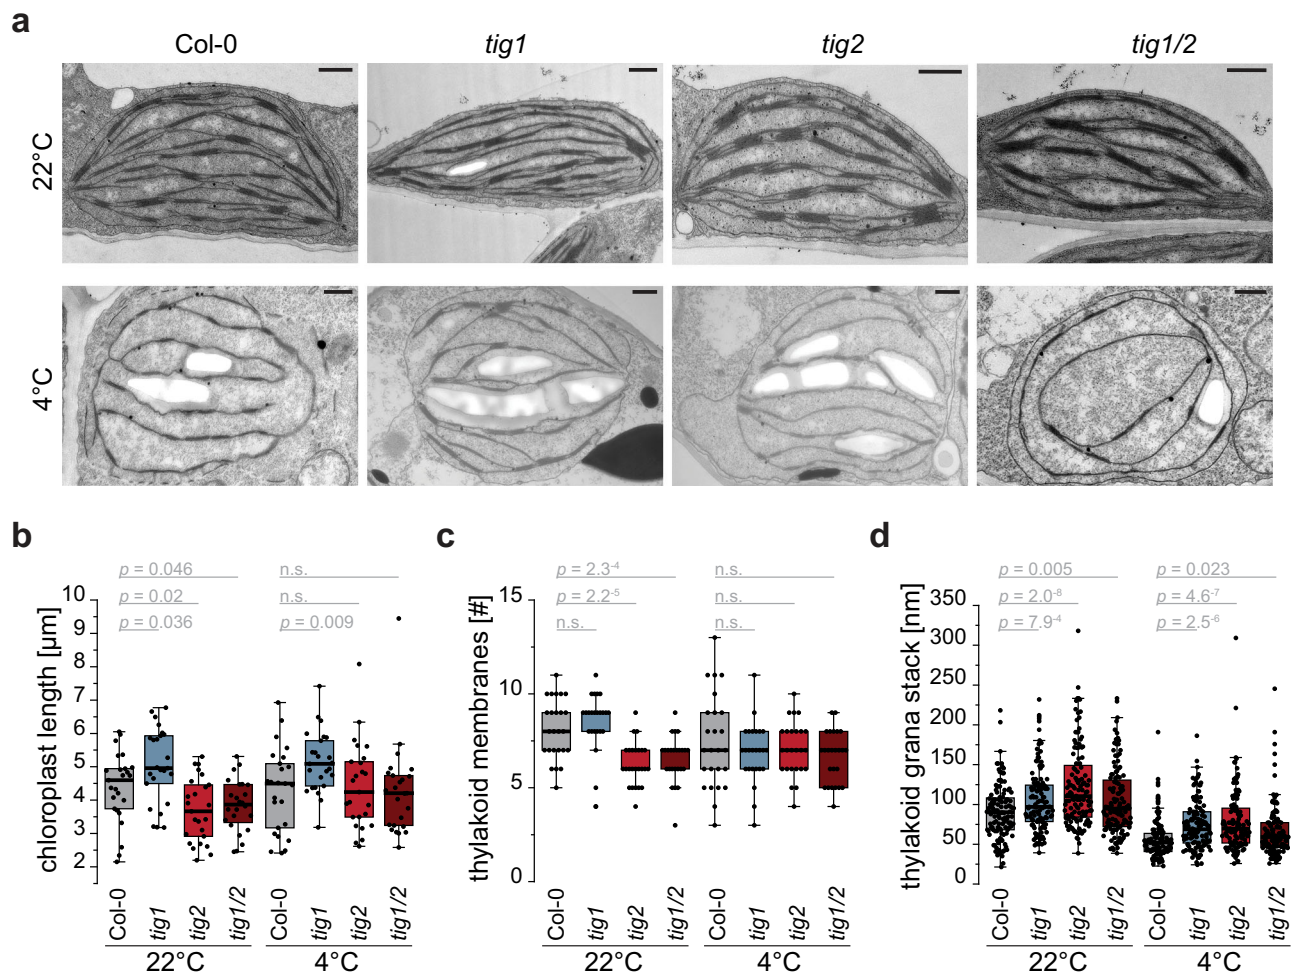 a
Col-0 tig1 tig2 tig1/2
22°C
4°C
b
p = 0.046 n.s.
p = 0.02 n.s.
p = 0.036 p = 0.009
chloroplast length [µm]
10
9
8
7
6
5
4
3
2
Col-0 tig1 tig2 tig1/2 Col-0 tig1 tig2 tig1/2
22°C 4°C
c
p = 2.3-4 n.s.
p = 2.2-5 n.s.
n.s. n.s.
thylakoid membranes [#]
15
10
5
0
Col-0 tig1 tig2 tig1/2 Col-0 tig1 tig2 tig1/2
22°C 4°C
d
p = 0.005 p = 0.023
p = 2.0-8 p = 4.6-7
p = 7.9-4 p = 2.5-6
thylakoid grana stack [nm]
350
300
250
200
150
100
50
0
Col-0 tig1 tig2 tig1/2 Col-0 tig1 tig2 tig1/2
22°C 4°C